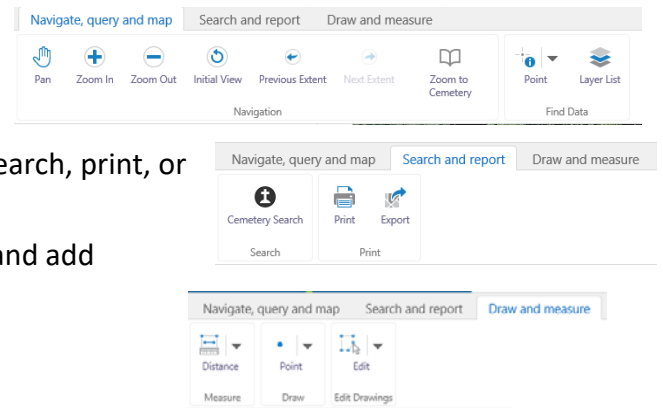 Navigate, query and map Search and report Draw and measure
Pan Zoom In Zoom Out Initial View Previous Extent Next Extent Zoom to Cemetery Point Layer List
Navigation Find Data
search, print, or
Navigate, query and map Search and report Draw and measure
Cemetery Search Print Export
Search Print
and add
Navigate, query and map Search and report Draw and measure
Distance Point Edit
Measure Draw Edit Drawings